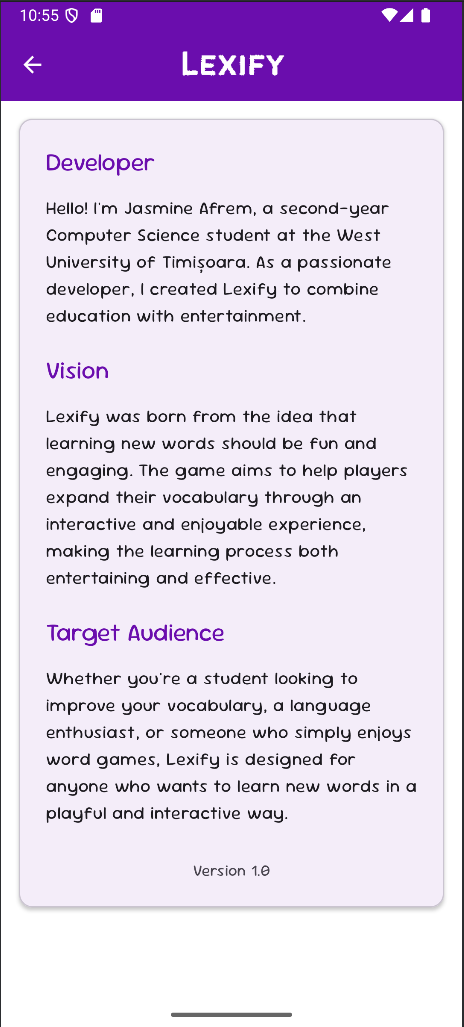 10:55
LEXIFY
Developer
Hello! I'm Jasmine Afrem, a second-year
Computer Science student at the West
University of Timișoara. As a passionate
developer, I created Lexify to combine
education with entertainment.
Vision
Lexify was born from the idea that
learning new words should be fun and
engaging. The game aims to help players
expand their vocabulary through an
interactive and enjoyable experience,
making the learning process both
entertaining and effective.
Target Audience
Whether you're a student looking to
improve your vocabulary, a language
enthusiast, or someone who simply enjoys
word games, Lexify is designed for
anyone who wants to learn new words in a
playful and interactive way.
Version 1.0